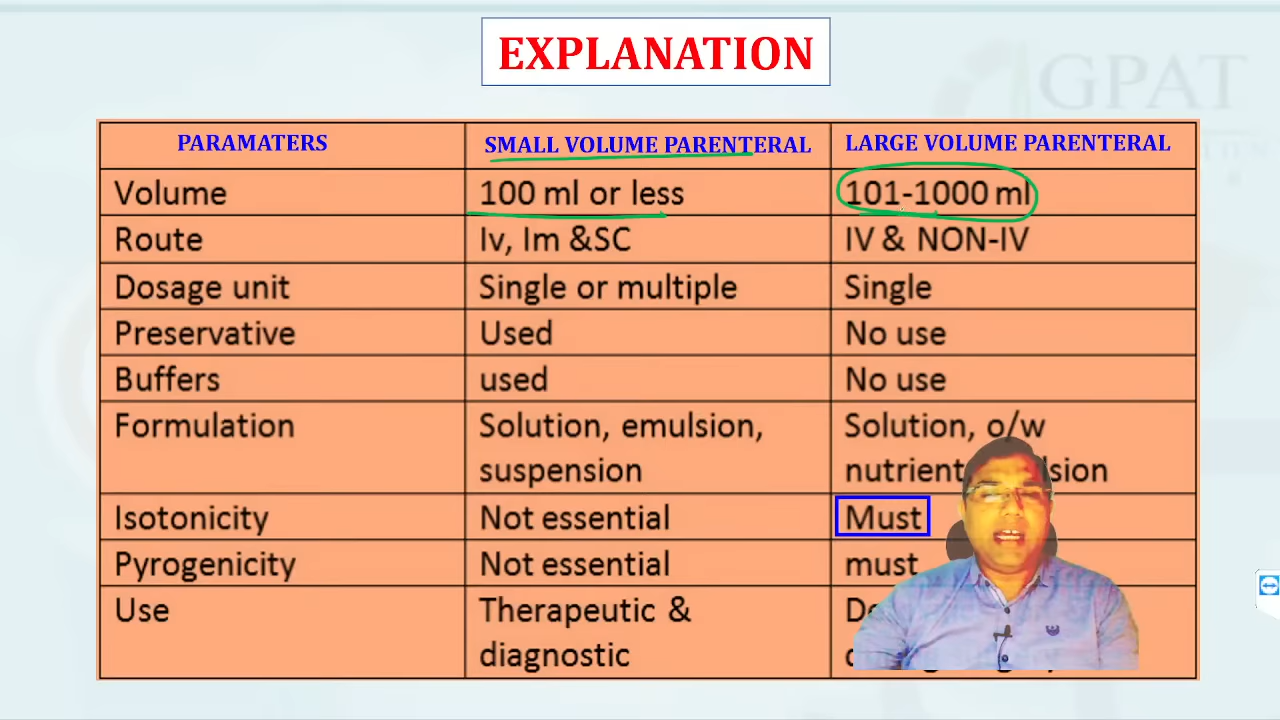 EXPLANATION
GPAT
PARAMATERS SMALL VOLUME PARENTERAL LARGE VOLUME PARENTERAL
Volume 100 ml or less 101-1000 ml
Route Iv, Im &SC IV & NON-IV
Dosage unit Single or multiple Single
Preservative Used No use
Buffers used No use
Formulation Solution, emulsion, Solution, o/w
suspension nutrient
Isotonicity Not essential Must
Pyrogenicity Not essential must
Use Therapeutic &
diagnostic